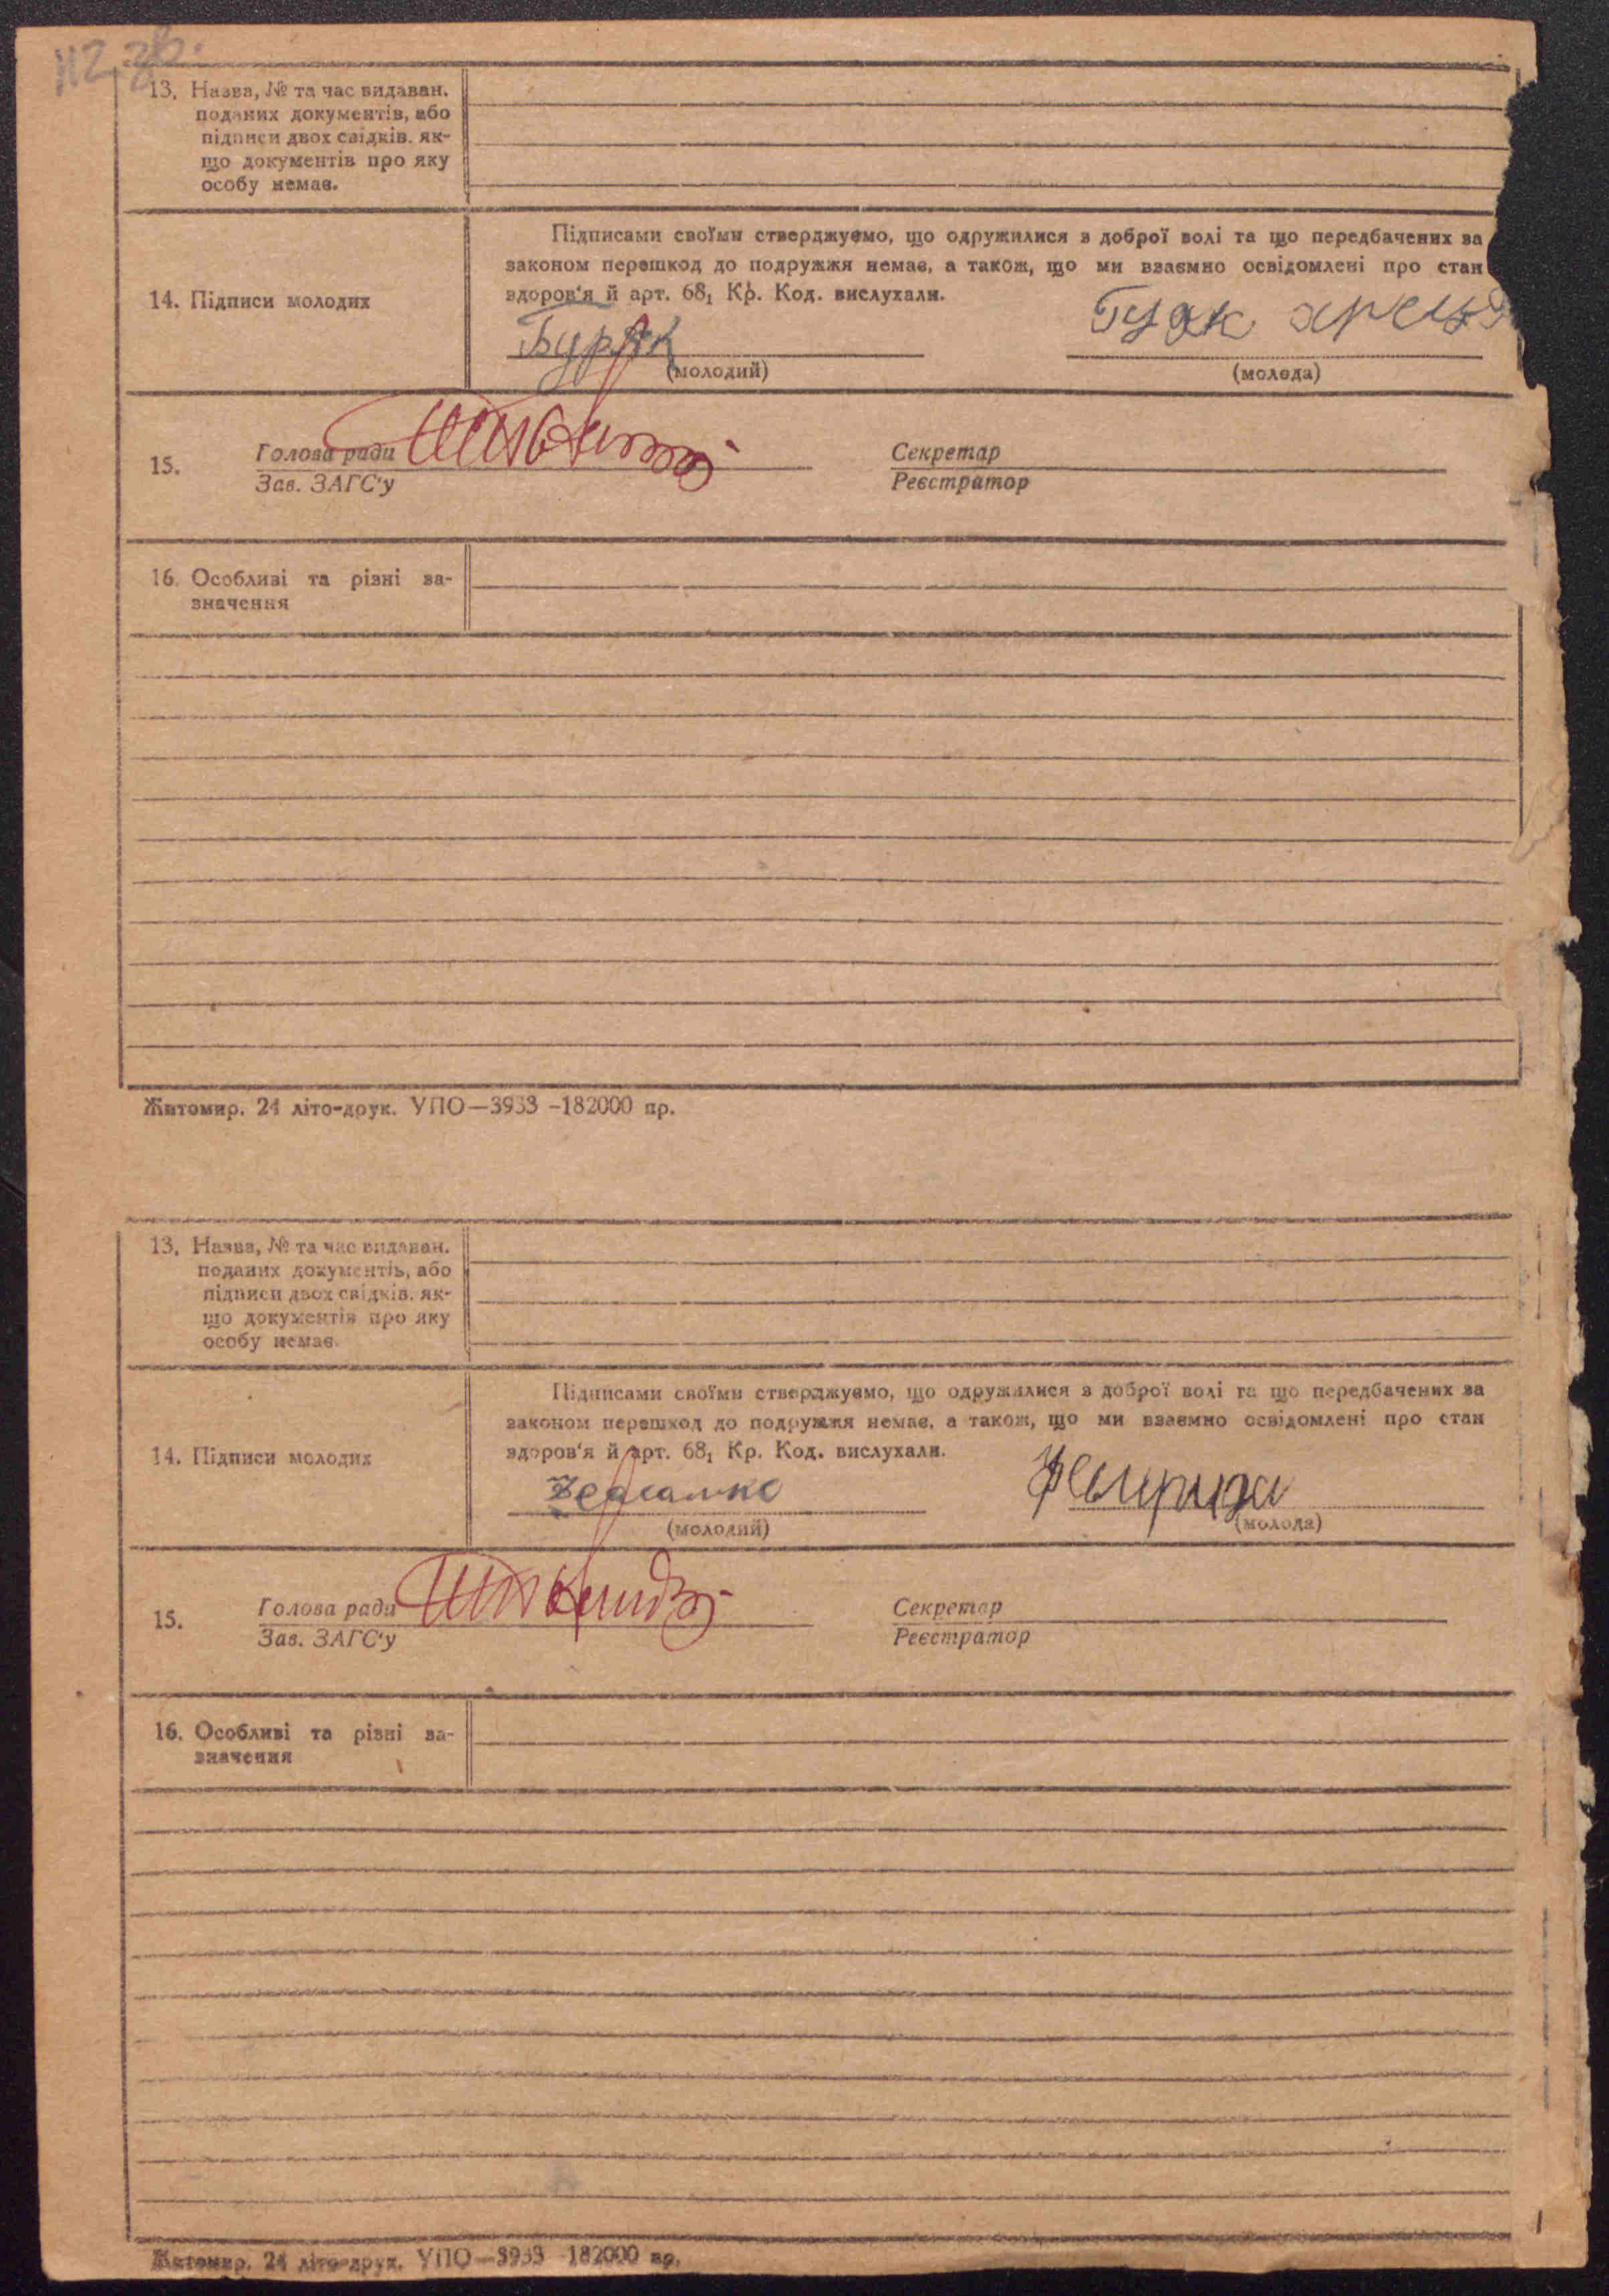 112 зв.
13. Назва, № та час видаван.
поданих документів, або
підписи двох свідків, як-
що документів про яку
особу немає.
Підписами своїми стверджуємо, що одружилися з доброї волі та що передбачених за
законом перешкод до подружжя немає, а також, що ми взаємно освідомлені про стан
здоров'я й арт. 68₁ Кр. Код. вислухали.
14. Підписи молодих
Буряк
(молодий)
(молода)
15.
Голова ради
Зав. ЗАГС'у
Секретар
Реєстратор
16. Особливі та різні за-
значення
Житомир. 24 літо-друк. УПО—3933 -182000 пр.
13. Назва, № та час видаван.
поданих документів, або
підписи двох свідків, як-
що документів про яку
особу немає.
Підписами своїми стверджуємо, що одружилися з доброї волі та що передбачених за
законом перешкод до подружжя немає, а також, що ми взаємно освідомлені про стан
здоров'я й арт. 68₁ Кр. Код. вислухали.
14. Підписи молодих
(молодий)
(молода)
15.
Голова ради
Зав. ЗАГС'у
Секретар
Реєстратор
16. Особливі та різні за-
значення
Житомир. 24 літо-друк. УПО—3933 182000 пр.